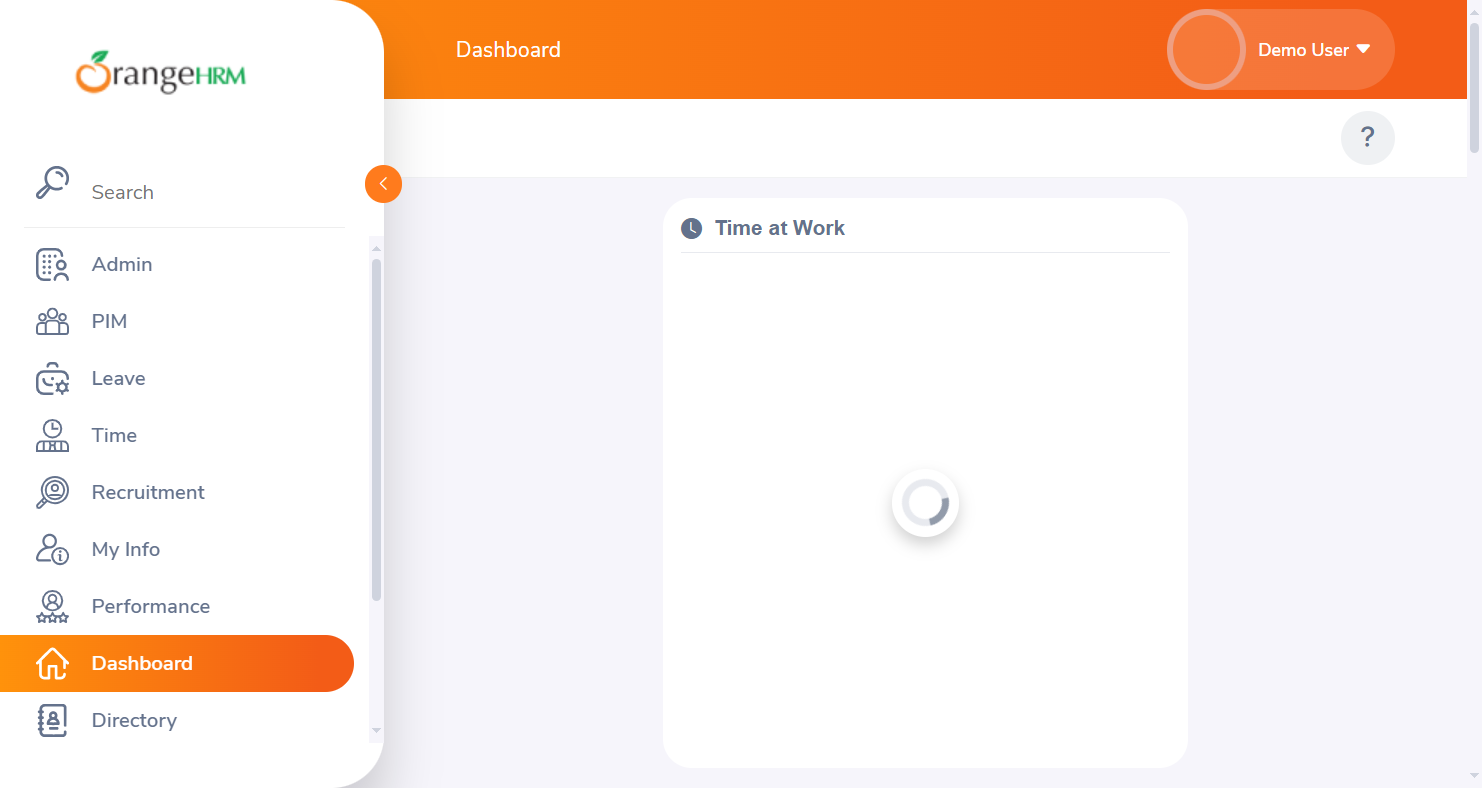 OrangeHRM
Dashboard
Demo User
?
Search
Admin
PIM
Leave
Time
Recruitment
My Info
Performance
Dashboard
Directory
Time at Work